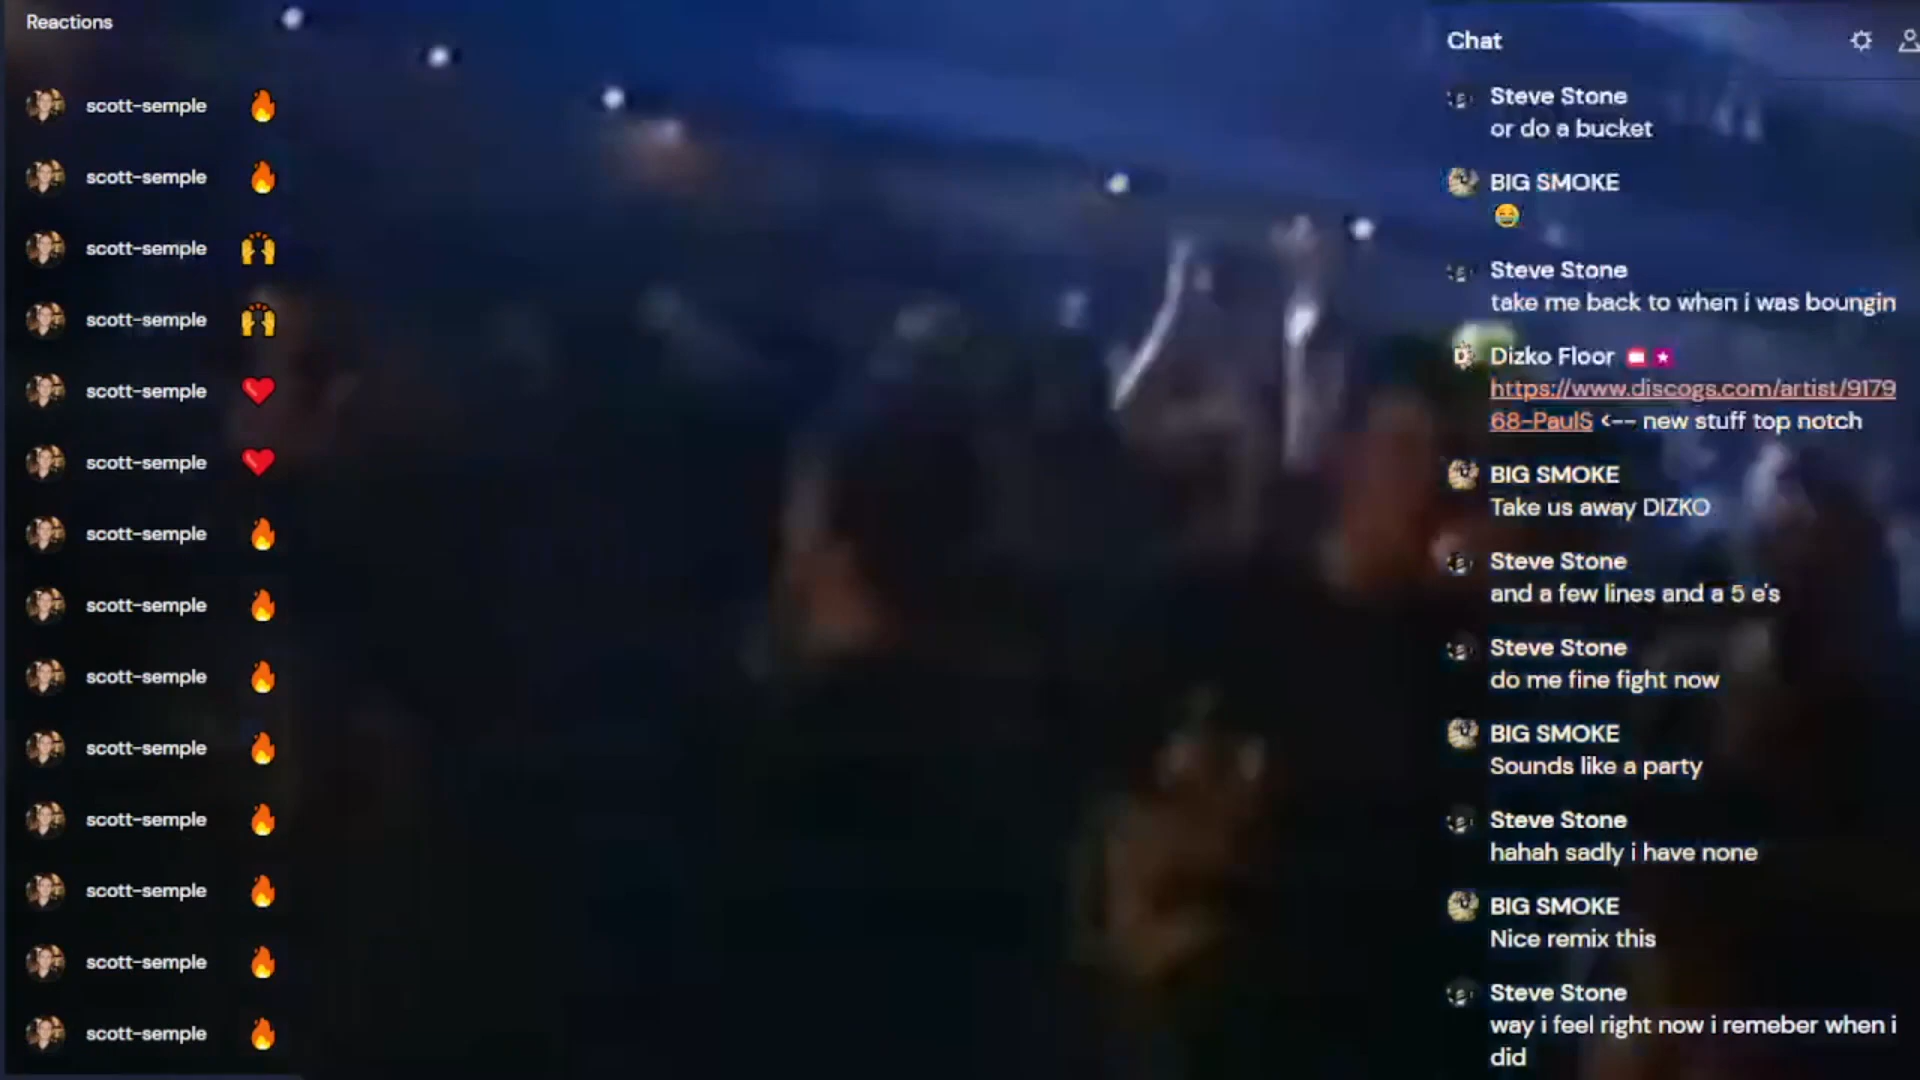 Reactions
scott-semple 🔥
scott-semple 🔥
scott-semple 🙌
scott-semple 🙌
scott-semple ❤️
scott-semple ❤️
scott-semple 🔥
scott-semple 🔥
scott-semple 🔥
scott-semple 🔥
scott-semple 🔥
scott-semple 🔥
scott-semple 🔥
scott-semple 🔥
Chat
Steve Stone
or do a bucket
BIG SMOKE
😂
Steve Stone
take me back to when i was boungin
Dizko Floor
https://www.discogs.com/artist/9179
68-PaulS <-- new stuff top notch
BIG SMOKE
Take us away DIZKO
Steve Stone
and a few lines and a 5 e's
Steve Stone
do me fine fight now
BIG SMOKE
Sounds like a party
Steve Stone
hahah sadly i have none
BIG SMOKE
Nice remix this
Steve Stone
way i feel right now i remeber when i
did